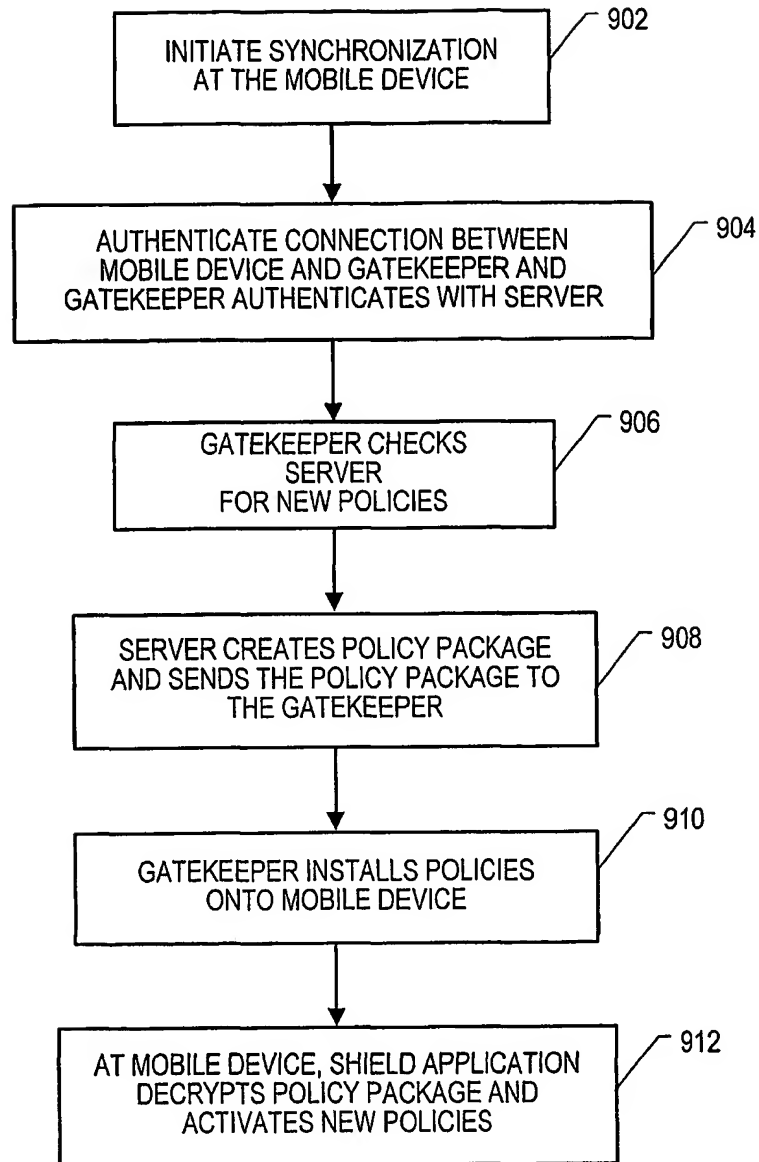 902
INITIATE SYNCHRONIZATION
AT THE MOBILE DEVICE
904
AUTHENTICATE CONNECTION BETWEEN
MOBILE DEVICE AND GATEKEEPER AND
GATEKEEPER AUTHENTICATES WITH SERVER
906
GATEKEEPER CHECKS
SERVER
FOR NEW POLICIES
908
SERVER CREATES POLICY PACKAGE
AND SENDS THE POLICY PACKAGE TO
THE GATEKEEPER
910
GATEKEEPER INSTALLS POLICIES
ONTO MOBILE DEVICE
912
AT MOBILE DEVICE, SHIELD APPLICATION
DECRYPTS POLICY PACKAGE AND
ACTIVATES NEW POLICIES